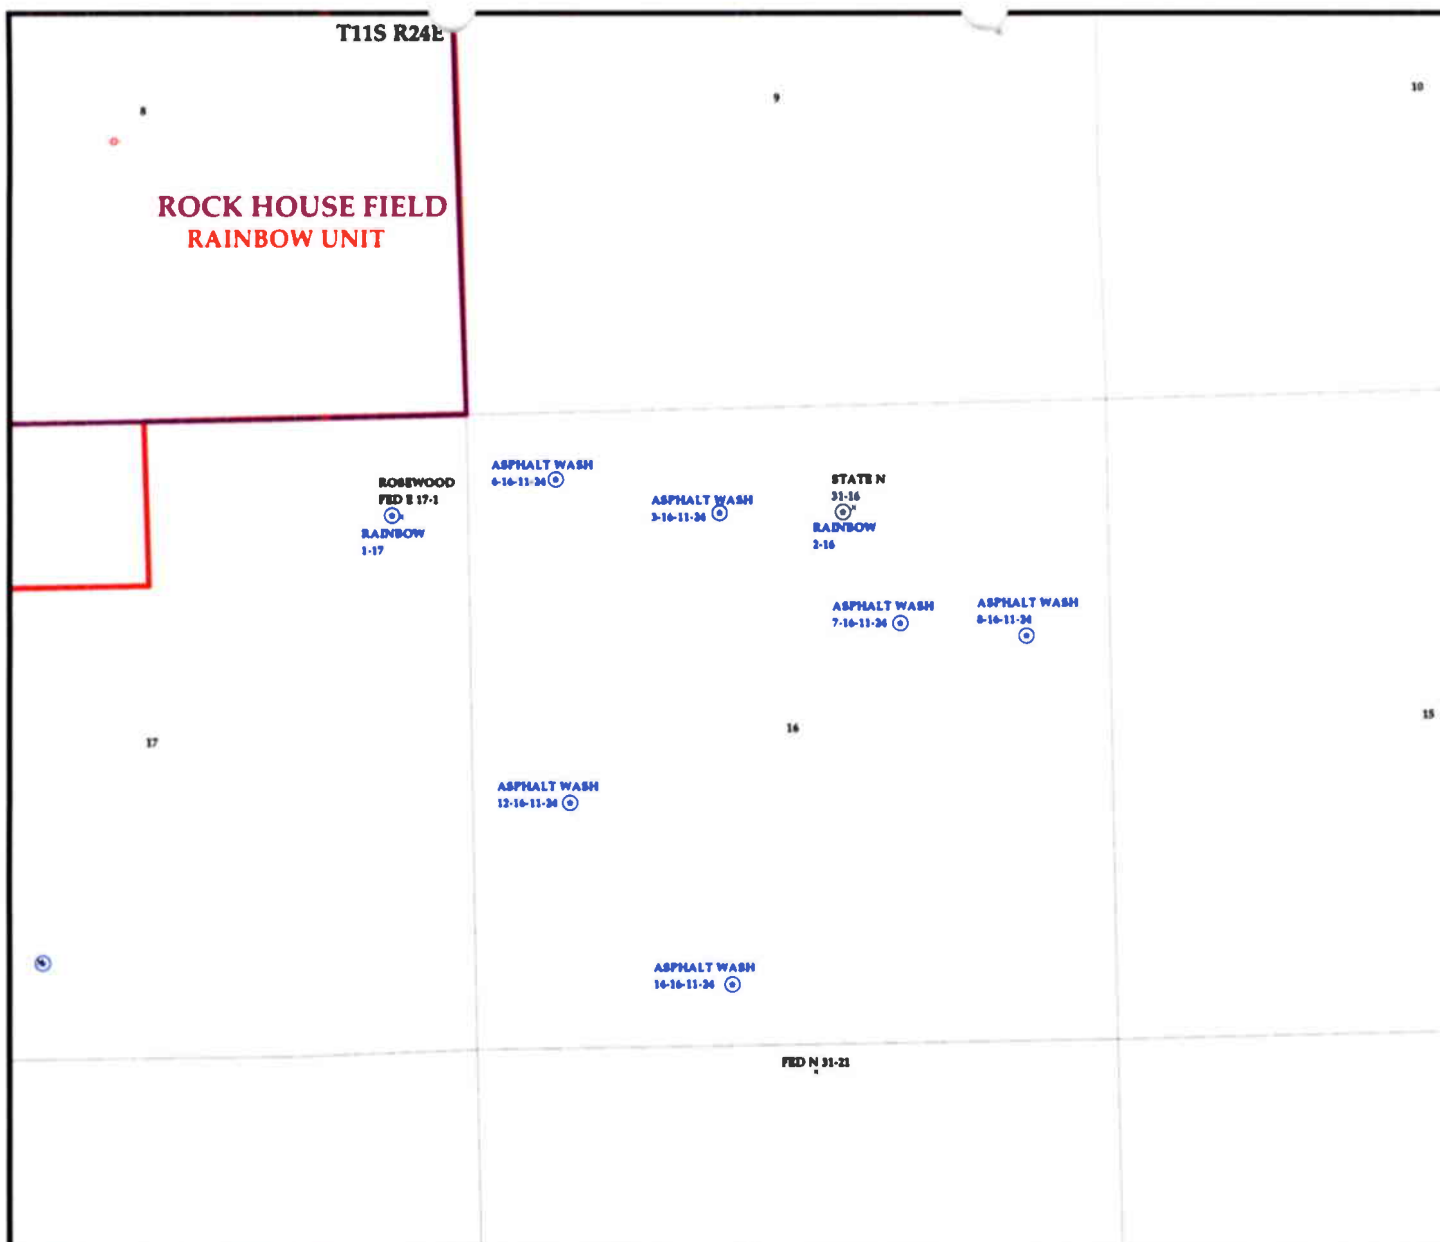 T11S R24E
8
9
10
ROCK HOUSE FIELD
RAINBOW UNIT
ROSEWOOD
FED E 17-1
RAINBOW
1-17
ASPHALT WASH
6-16-11-24
ASPHALT WASH
3-16-11-24
STATE N
31-16
RAINBOW
2-16
ASPHALT WASH
7-16-11-24
ASPHALT WASH
8-16-11-24
17
16
15
ASPHALT WASH
12-16-11-24
ASPHALT WASH
14-16-11-24
FED N 31-21